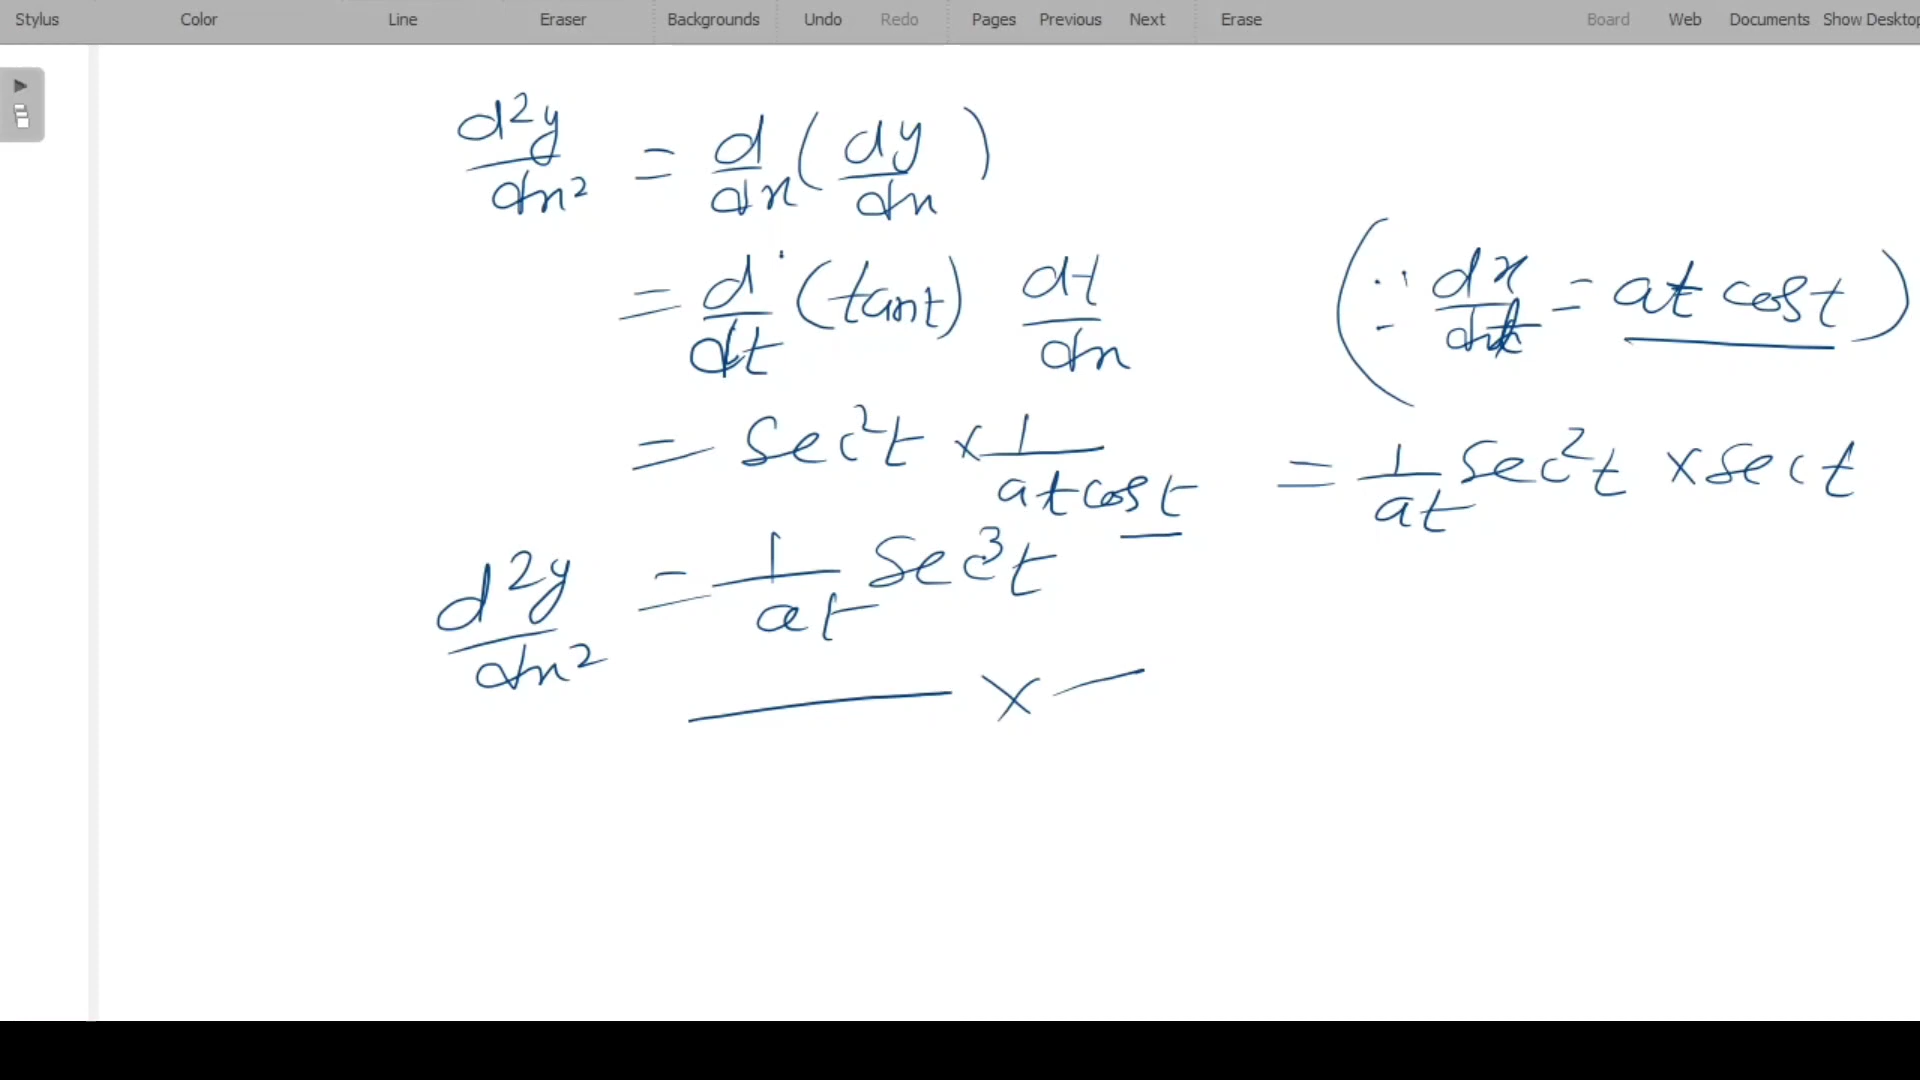 Stylus Color Line Eraser Backgrounds Undo Redo Pages Previous Next Erase Board Web Documents Show Desktop
d²y/dx² = d/dx (dy/dx)
= d/dt (tant) dt/dx (∵ dx/dt = at cost)
= sec²t × 1/at cost = 1/at sec²t × sect
d²y/dx² = 1/at sec³t
— × —